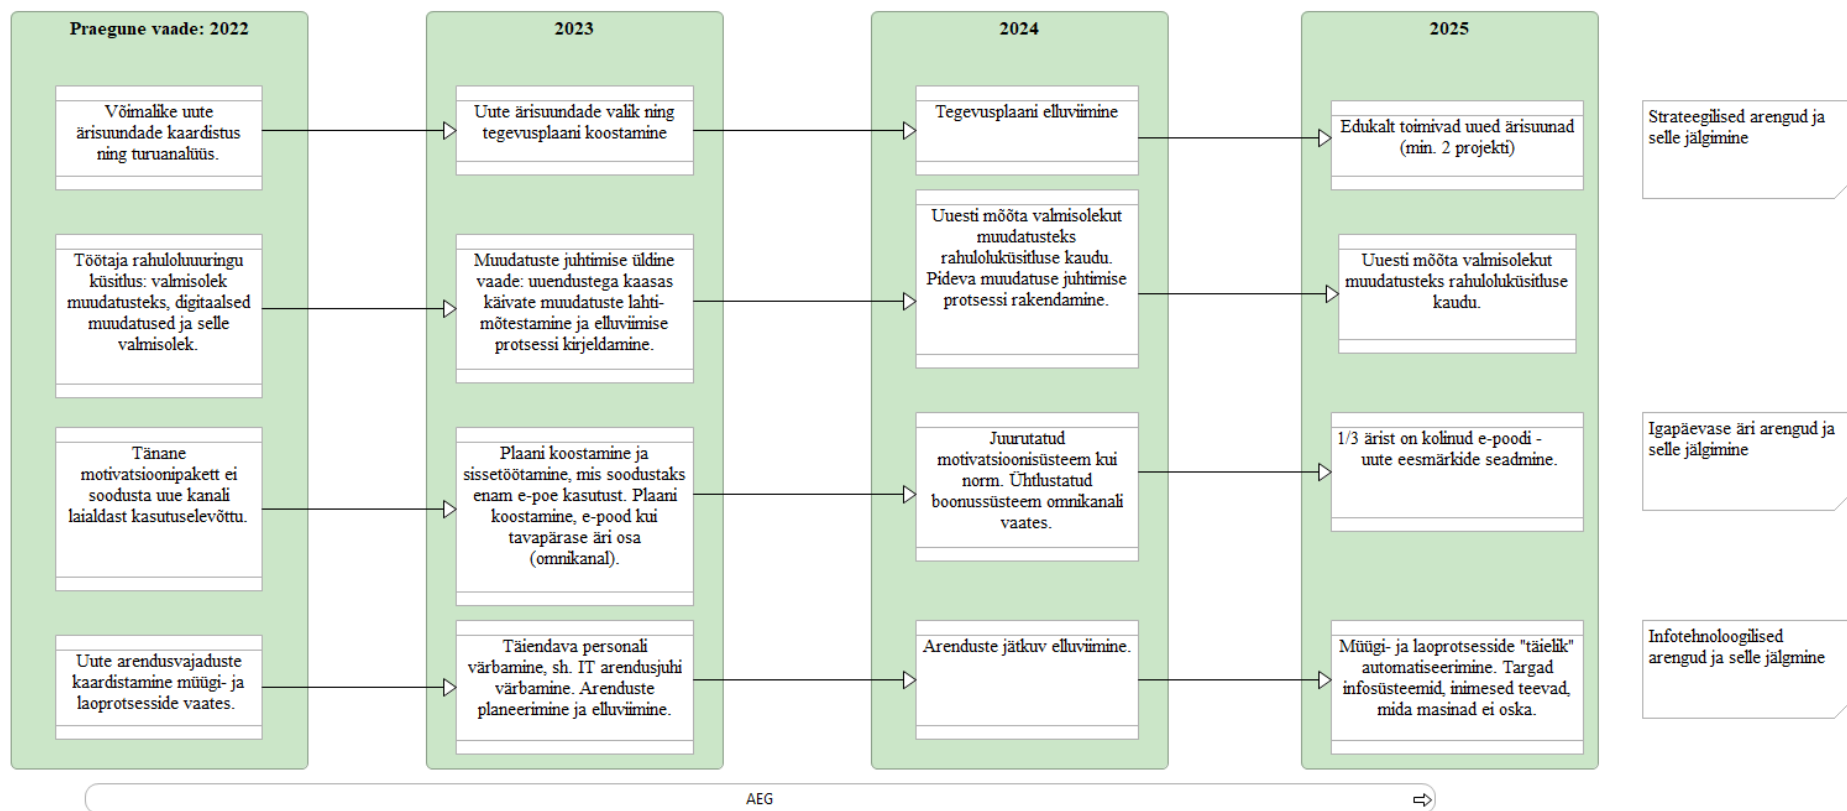 Praegune vaade: 2022
2023
2024
2025
Võimalike uute
ärisuundade kaardistus
ning turuanalüüs.
Uute ärisuundade valik ning
tegevusplaani koostamine
Tegevusplaani elluviimine
Edukalt toimivad uued ärisuunad
(min. 2 projekti)
Strateegilised arengud ja
selle jälgimine
Töötaja rahuloluuuringu
küsitlus: valmisolek
muudatusteks, digitaalsed
muudatused ja selle
valmisolek.
Muudatuste juhtimise üldine
vaade: uuendustega kaasas
käivate muudatuste lahti-
mõtestamine ja elluviimise
protsessi kirjeldamine.
Uuesti mõõta valmisolekut
muudatusteks
rahuloluküsitluse kaudu.
Pideva muudatuse juhtimise
protsessi rakendamine.
Uuesti mõõta valmisolekut
muudatusteks rahuloluküsitluse
kaudu.
Tänane
motivatsioonipakett ei
soodusta uue kanali
laialdast kasutuselevõttu.
Plaani koostamine ja
sissetöötamine, mis soodustaks
enam e-poe kasutust. Plaani
koostamine, e-pood kui
tavapärase äri osa
(omnikanal).
Juurutatud
motivatsioonisüsteem kui
norm. Ühtlustatud
boonussüsteem omnikanali
vaates.
1/3 ärist on kolinud e-poodi -
uute eesmärkide seadmine.
Igapäevase äri arengud ja
selle jälgimine
Uute arendusvajaduste
kaardistamine müügi- ja
laoprotsesside vaates.
Täiendava personali
värbamine, sh. IT arendusjuhi
värbamine. Arenduste
planeerimine ja elluviimine.
Arenduste jätkuv elluviimine.
Müügi- ja laoprotsesside "täielik"
automatiseerimine. Targad
infosüsteemid, inimesed teevad,
mida masinad ei oska.
Infotehnoloogilised
arengud ja selle jälgmine
AEG